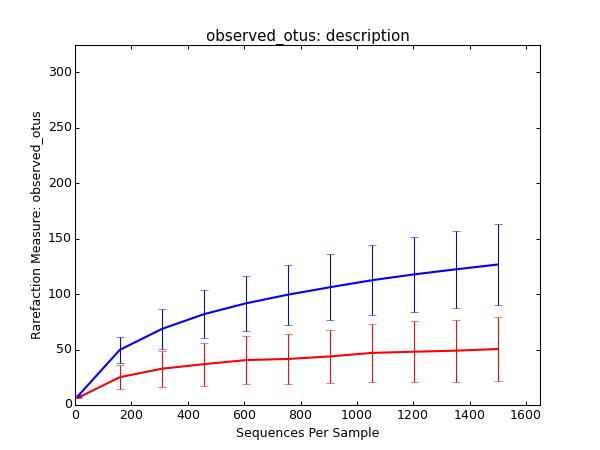 observed_otus: description
Rarefaction Measure: observed_otus
300
250
200
150
100
50
0
0 200 400 600 800 1000 1200 1400 1600
Sequences Per Sample